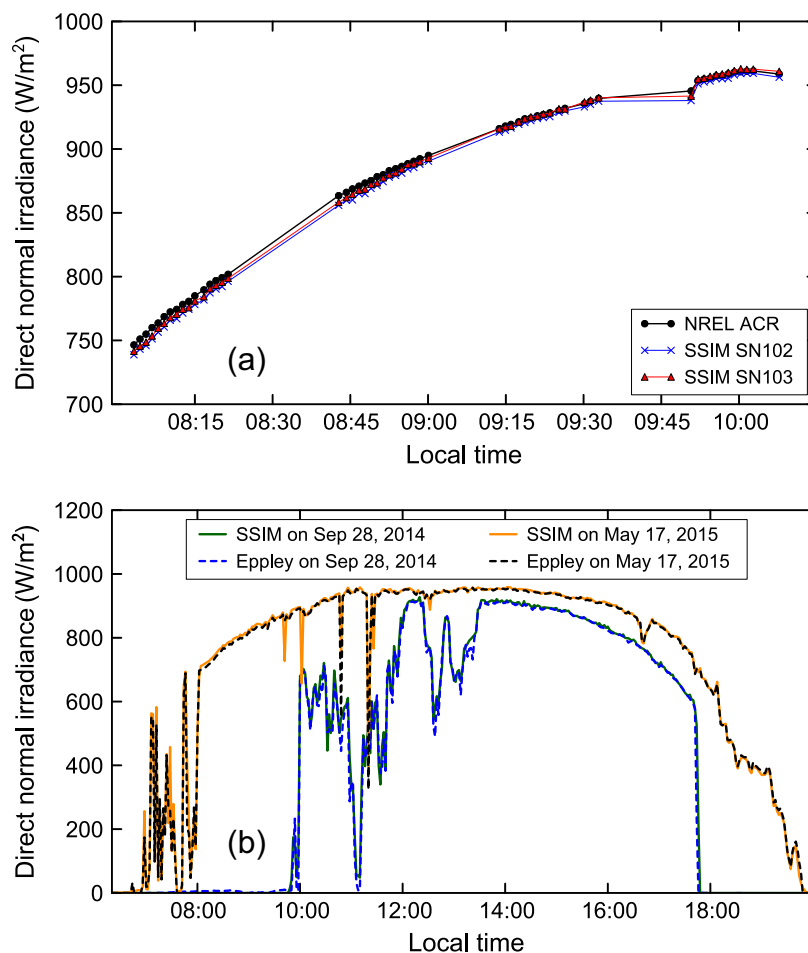 1000
950
900
850
800
750
700
Direct normal irradiance (W/m²)
(a)
NREL ACR
SSIM SN102
SSIM SN103
08:15 08:30 08:45 09:00 09:15 09:30 09:45 10:00
Local time
1200
1000
800
600
400
200
0
Direct normal irradiance (W/m²)
SSIM on Sep 28, 2014 SSIM on May 17, 2015
Eppley on Sep 28, 2014 Eppley on May 17, 2015
(b)
08:00 10:00 12:00 14:00 16:00 18:00
Local time